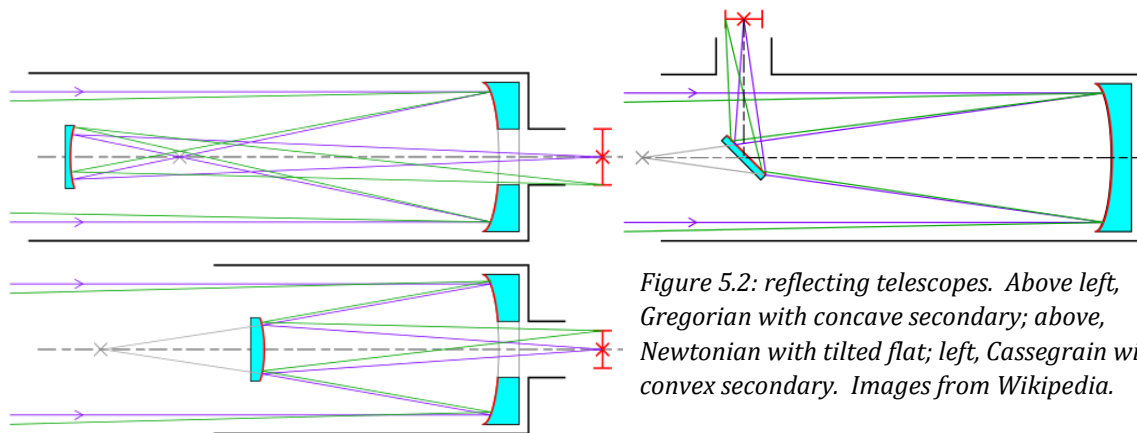 Figure 5.2: reflecting telescopes. Above left,
Gregorian with concave secondary; above,
Newtonian with tilted flat; left, Cassegrain wi
convex secondary. Images from Wikipedia.